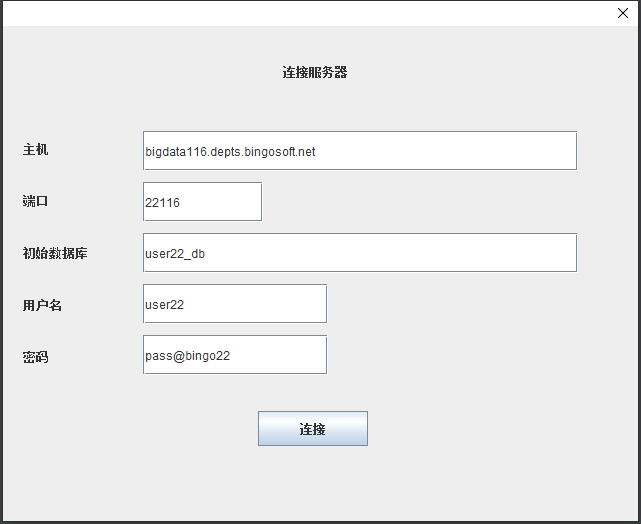 连接服务器
主机
bigdata116.depts.bingosoft.net
端口
22116
初始数据库
user22_db
用户名
user22
密码
pass@bingo22
连接